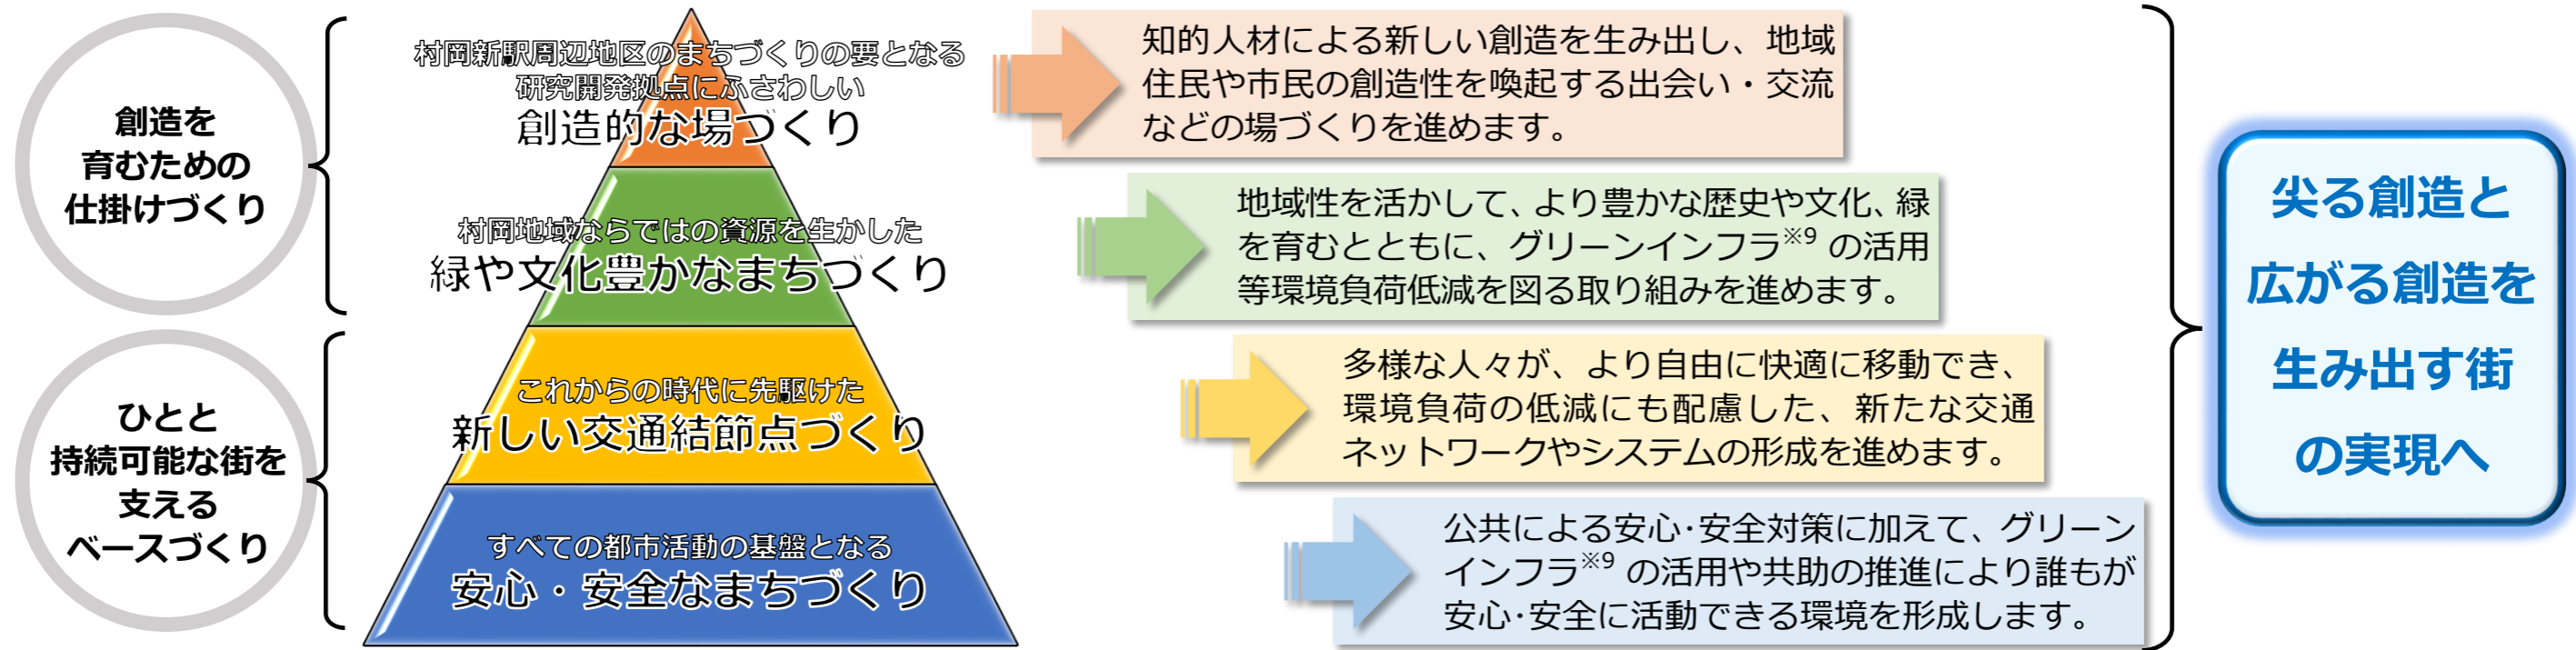 創造を
育むための
仕掛けづくり
村岡新駅周辺地区のまちづくりの要となる
研究開発拠点にふさわしい
創造的な場づくり
知的人材による新しい創造を生み出し、地域
住民や市民の創造性を喚起する出会い・交流
などの場づくりを進めます。
村岡地域ならではの資源を生かした
緑や文化豊かなまちづくり
地域性を活かして、より豊かな歴史や文化、緑
を育むとともに、グリーンインフラ※9 の活用
等環境負荷低減を図る取り組みを進めます。
ひとと
持続可能な街を
支える
ベースづくり
これからの時代に先駆けた
新しい交通結節点づくり
多様な人々が、より自由に快適に移動でき、
環境負荷の低減にも配慮した、新たな交通
ネットワークやシステムの形成を進めます。
すべての都市活動の基盤となる
安心・安全なまちづくり
公共による安心･安全対策に加えて、グリーン
インフラ※9 の活用や共助の推進により誰もが
安心･安全に活動できる環境を形成します。
尖る創造と
広がる創造を
生み出す街
の実現へ